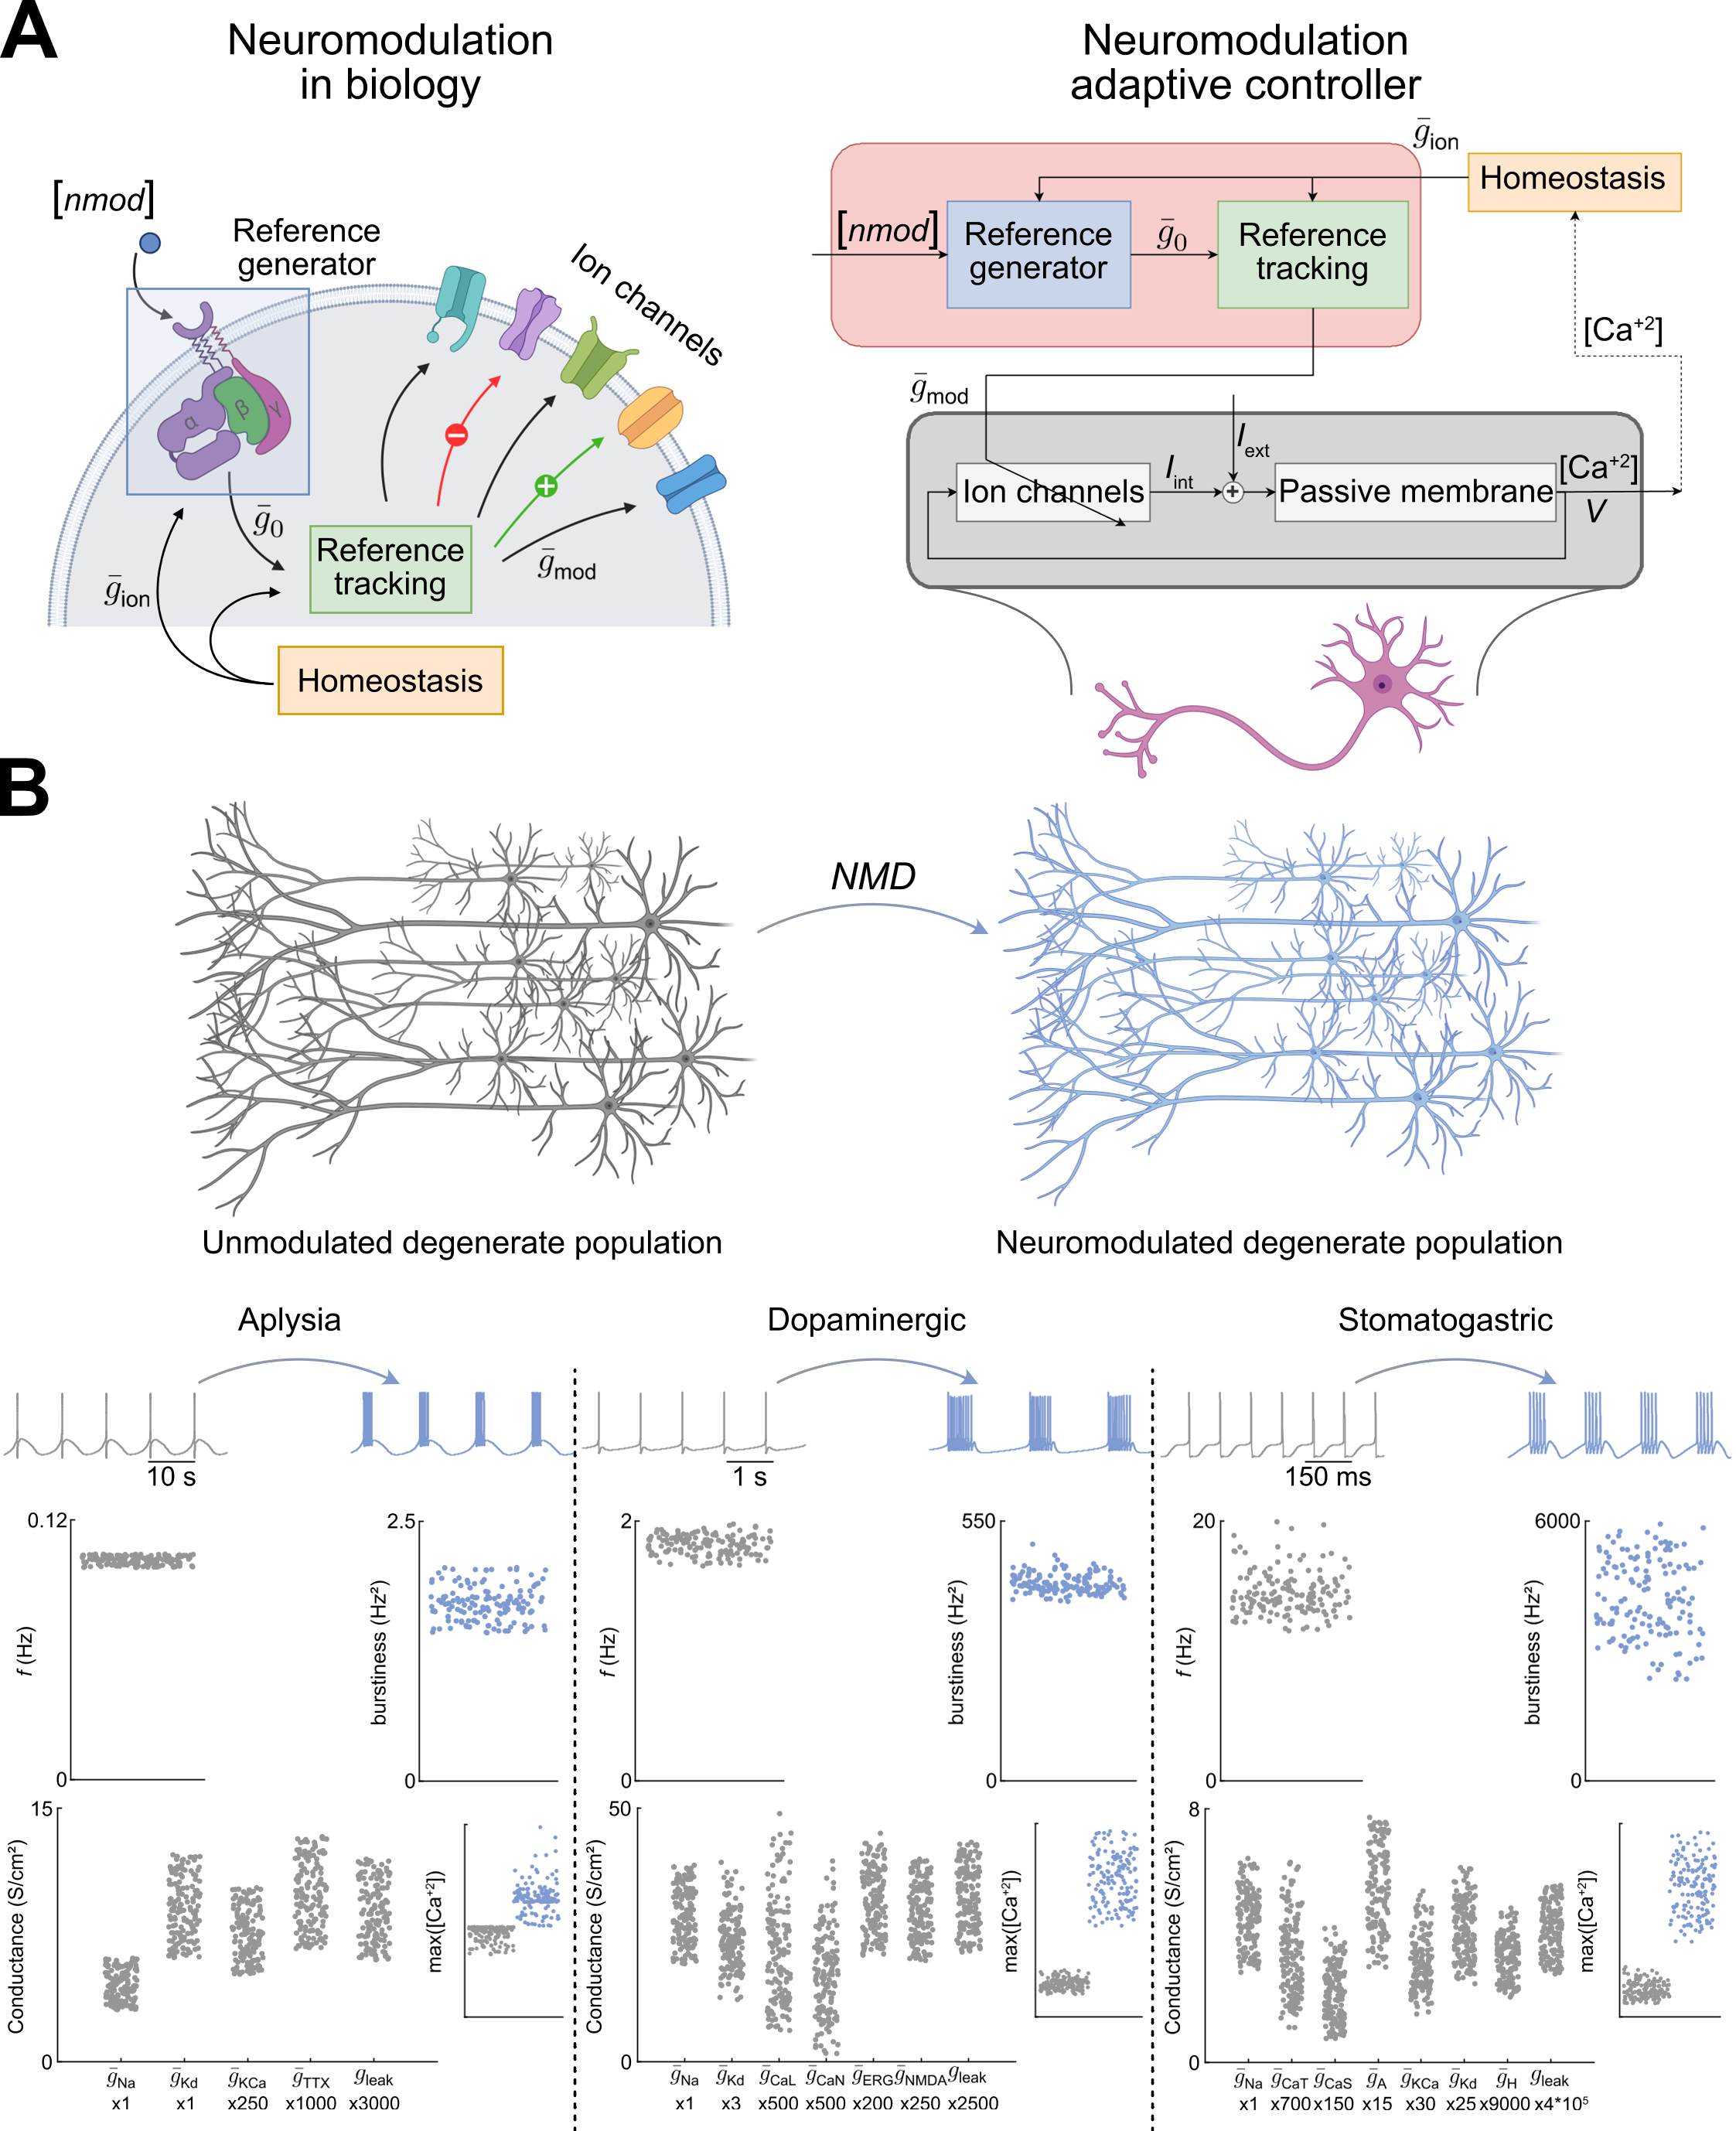 A
Neuromodulation
in biology
[nmod]
Reference
generator
Ion channels
α
β
γ
ḡ0
ḡion
Reference
tracking
ḡmod
Homeostasis
Neuromodulation
adaptive controller
ḡion
Homeostasis
[nmod]
Reference
generator
ḡ0
Reference
tracking
[Ca+2]
ḡmod
Iext
Ion channels
Iint
+
Passive membrane
[Ca+2]
V
B
NMD
Unmodulated degenerate population
Neuromodulated degenerate population
Aplysia
10 s
0.12
f (Hz)
0
2.5
burstiness (Hz²)
0
15
Conductance (S/cm²)
0
ḡNa ḡKd ḡKCa ḡTTX gleak
x1 x1 x250 x1000 x3000
max([Ca+2])
Dopaminergic
1 s
2
f (Hz)
0
550
burstiness (Hz²)
0
50
Conductance (S/cm²)
0
ḡNa ḡKd ḡCaL ḡCaN ḡERG ḡNMDA gleak
x1 x3 x500 x500 x200 x250 x2500
max([Ca+2])
Stomatogastric
150 ms
20
f (Hz)
0
6000
burstiness (Hz²)
0
8
Conductance (S/cm²)
0
ḡNa ḡCaT ḡCaS ḡA ḡKCa ḡKd ḡH gleak
x1 x700 x150 x15 x30 x25 x9000 x4*10⁵
max([Ca+2])